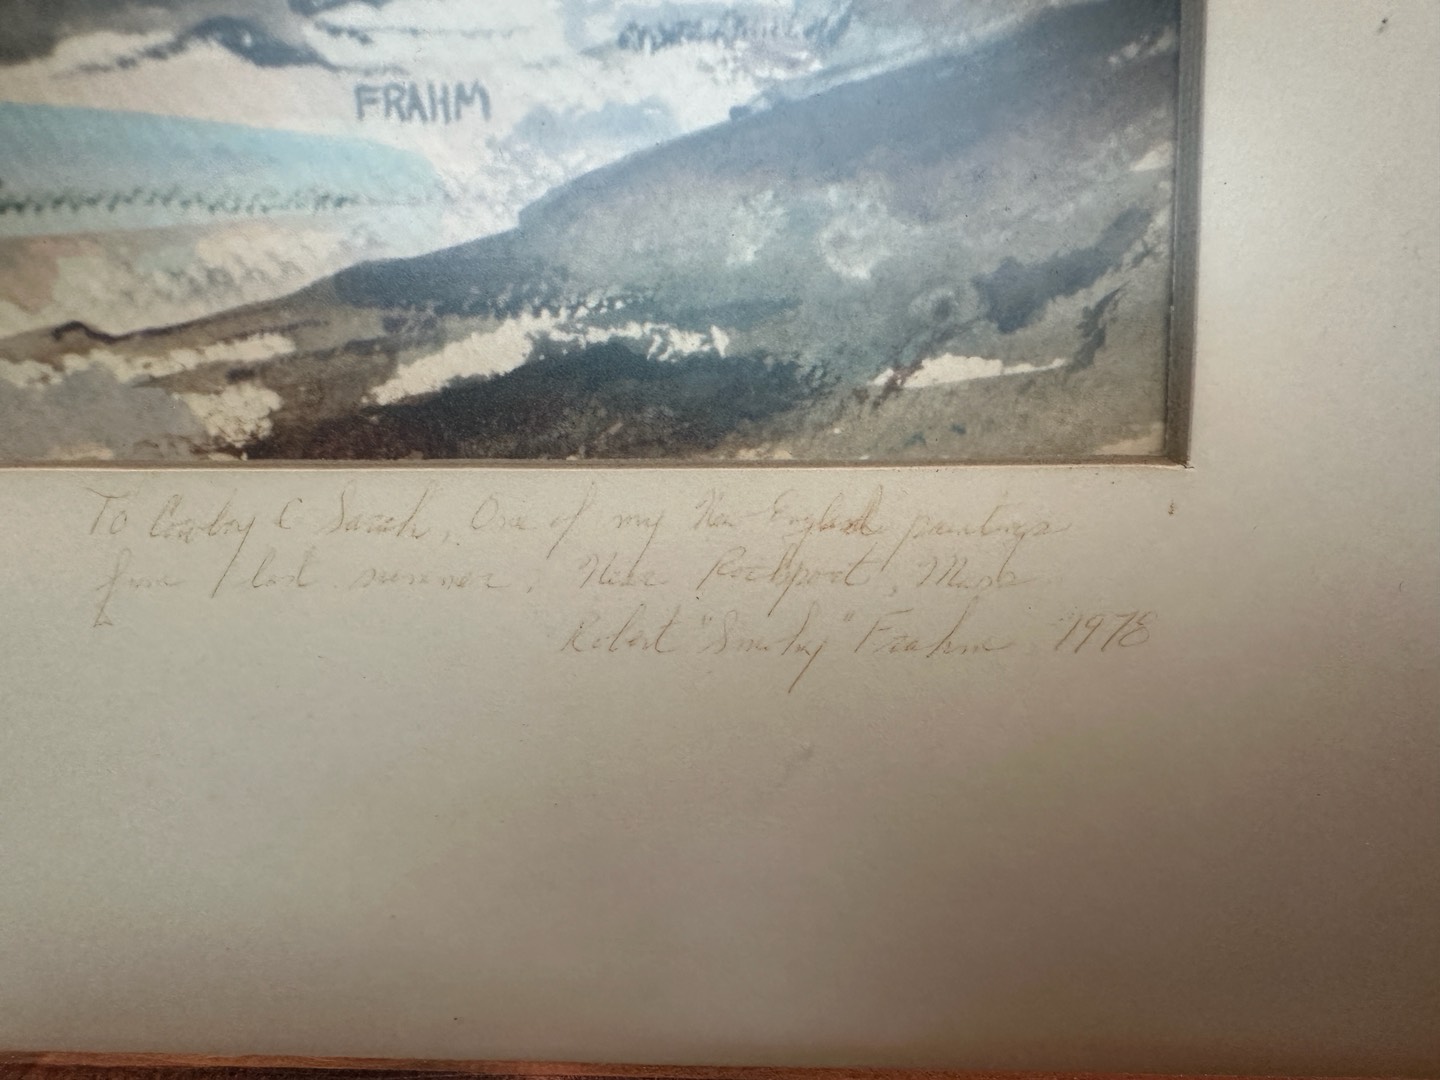 FRAHM
To Cowboy & Sarah, One of my "New England" paintings
from last summer, Near Rockport, Mass
Robert "Smoky" Frahm 1978